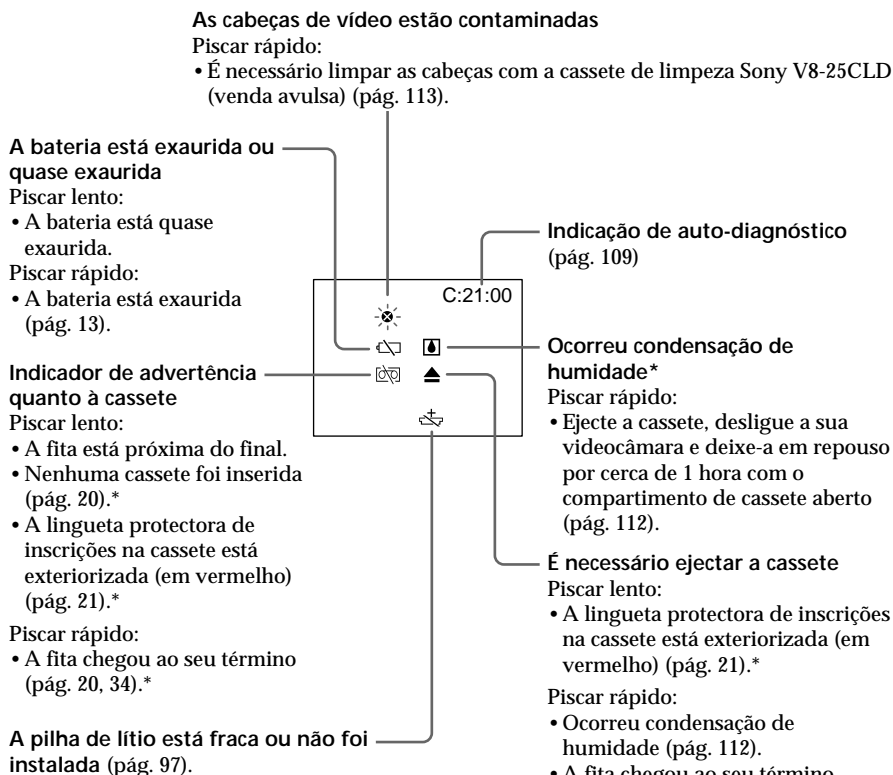 As cabeças de vídeo estão contaminadas
Piscar rápido:
• É necessário limpar as cabeças com a cassete de limpeza Sony V8-25CLD
(venda avulsa) (pág. 113).
A bateria está exaurida ou
quase exaurida
Piscar lento:
• A bateria está quase
exaurida.
Piscar rápido:
• A bateria está exaurida
(pág. 13).
Indicador de advertência
quanto à cassete
Piscar lento:
• A fita está próxima do final.
• Nenhuma cassete foi inserida
(pág. 20).*
• A lingueta protectora de
inscrições na cassete está
exteriorizada (em vermelho)
(pág. 21).*
Piscar rápido:
• A fita chegou ao seu término
(pág. 20, 34).*
A pilha de lítio está fraca ou não foi
instalada (pág. 97).
C:21:00
Indicação de auto-diagnóstico
(pág. 109)
Ocorreu condensação de
humidade*
Piscar rápido:
• Ejecte a cassete, desligue a sua
videocâmara e deixe-a em repouso
por cerca de 1 hora com o
compartimento de cassete aberto
(pág. 112).
É necessário ejectar a cassete
Piscar lento:
• A lingueta protectora de inscrições
na cassete está exteriorizada (em
vermelho) (pág. 21).*
Piscar rápido:
• Ocorreu condensação de
humidade (pág. 112).
• A fita chegou ao seu término